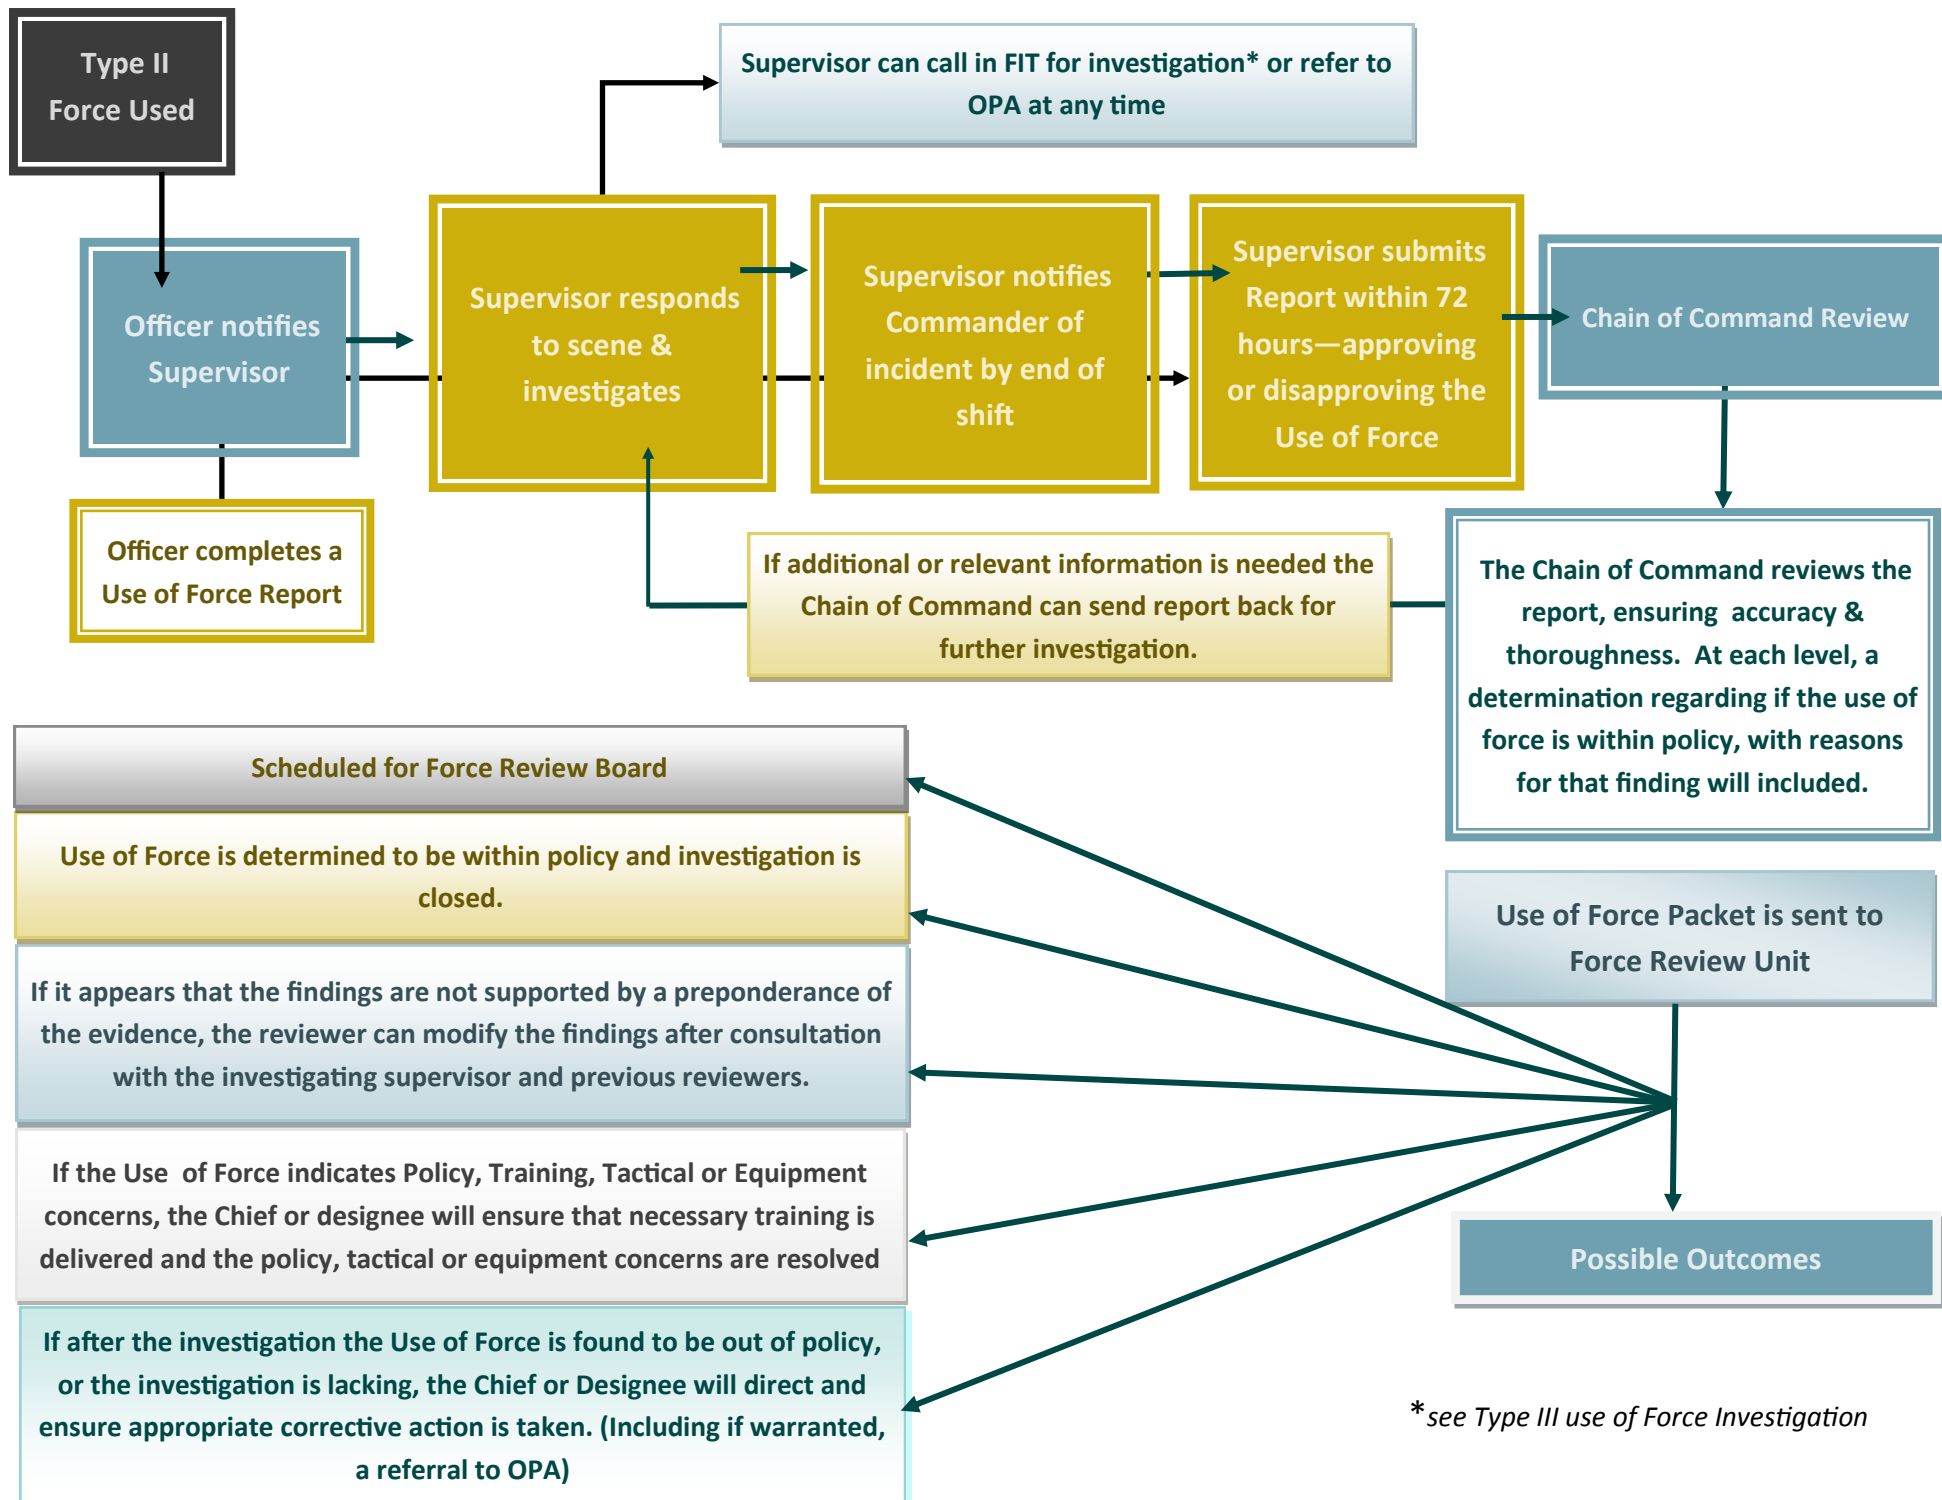 Type II
Force Used
Supervisor can call in FIT for investigation* or refer to
OPA at any time
Officer notifies
Supervisor
Supervisor responds
to scene &
investigates
Supervisor notifies
Commander of
incident by end of
shift
Supervisor submits
Report within 72
hours—approving
or disapproving the
Use of Force
Chain of Command Review
Officer completes a
Use of Force Report
If additional or relevant information is needed the
Chain of Command can send report back for
further investigation.
The Chain of Command reviews the
report, ensuring  accuracy &
thoroughness.  At each level, a
determination regarding if the use of
force is within policy, with reasons
for that finding will included.
Scheduled for Force Review Board
Use of Force is determined to be within policy and investigation is
closed.
If it appears that the findings are not supported by a preponderance of
the evidence, the reviewer can modify the findings after consultation
with the investigating supervisor and previous reviewers.
If the Use  of Force indicates Policy, Training, Tactical or Equipment
concerns, the Chief or designee will ensure that necessary training is
delivered and the policy, tactical or equipment concerns are resolved
If after the investigation the Use of Force is found to be out of policy,
or the investigation is lacking, the Chief or Designee will direct and
ensure appropriate corrective action is taken. (Including if warranted,
a referral to OPA)
Use of Force Packet is sent to
Force Review Unit
Possible Outcomes
*see Type III use of Force Investigation